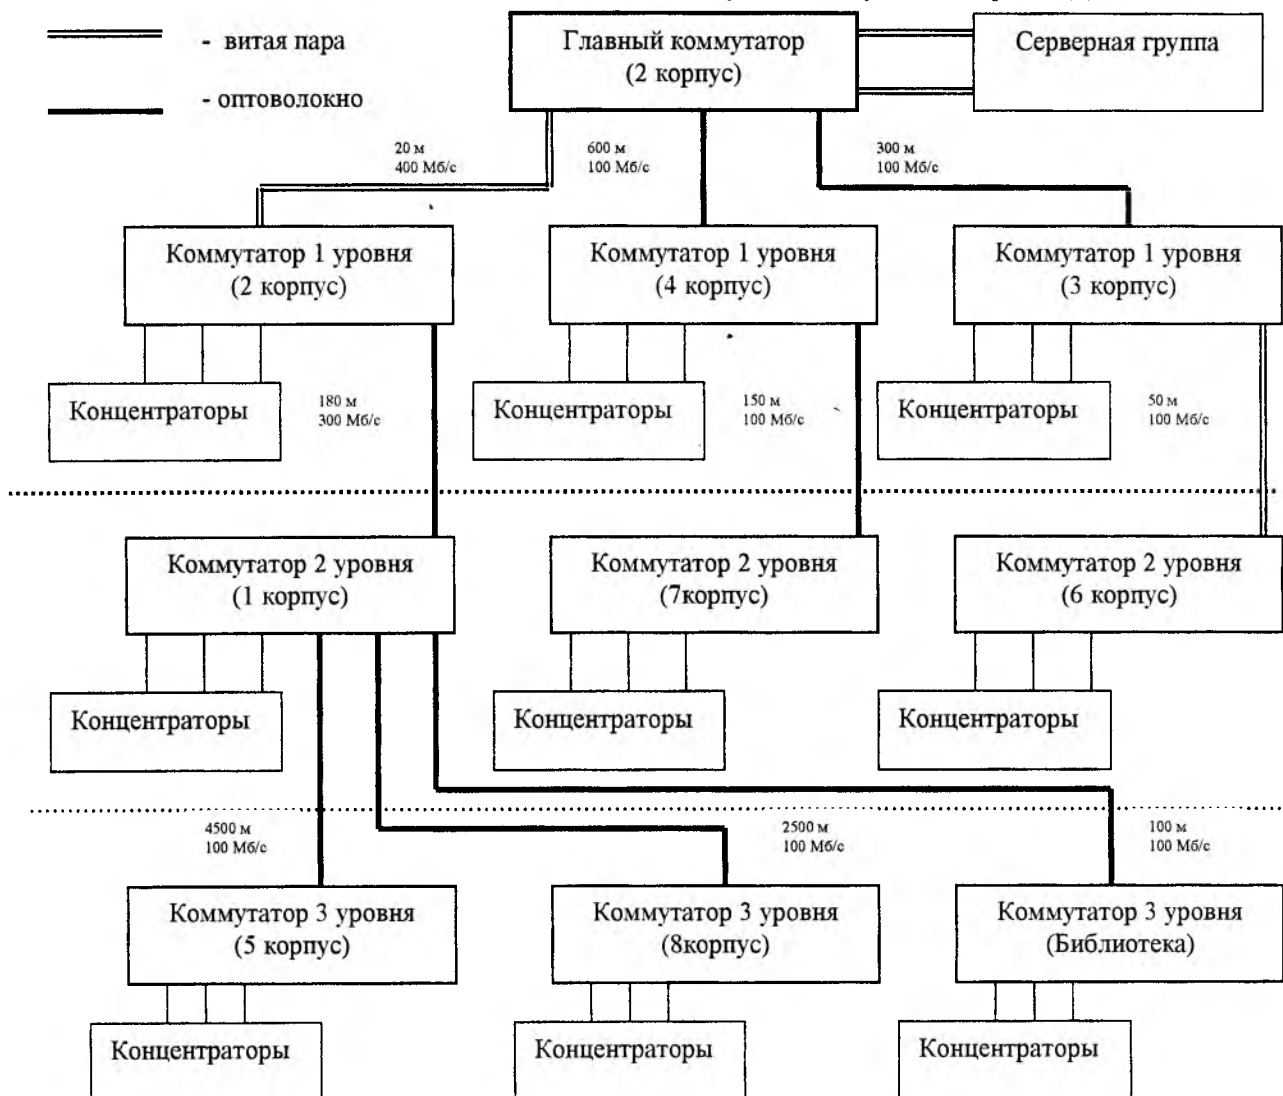 - витая пара
- оптоволокно
Главный коммутатор
(2 корпус)
Серверная группа
20 м
400 Мб/с
600 м
100 Мб/с
300 м
100 Мб/с
Коммутатор 1 уровня
(2 корпус)
Коммутатор 1 уровня
(4 корпус)
Коммутатор 1 уровня
(3 корпус)
Концентраторы
180 м
300 Мб/с
Концентраторы
150 м
100 Мб/с
Концентраторы
50 м
100 Мб/с
Коммутатор 2 уровня
(1 корпус)
Коммутатор 2 уровня
(7корпус)
Коммутатор 2 уровня
(6 корпус)
Концентраторы
Концентраторы
Концентраторы
4500 м
100 Мб/с
2500 м
100 Мб/с
100 м
100 Мб/с
Коммутатор 3 уровня
(5 корпус)
Коммутатор 3 уровня
(8корпус)
Коммутатор 3 уровня
(Библиотека)
Концентраторы
Концентраторы
Концентраторы